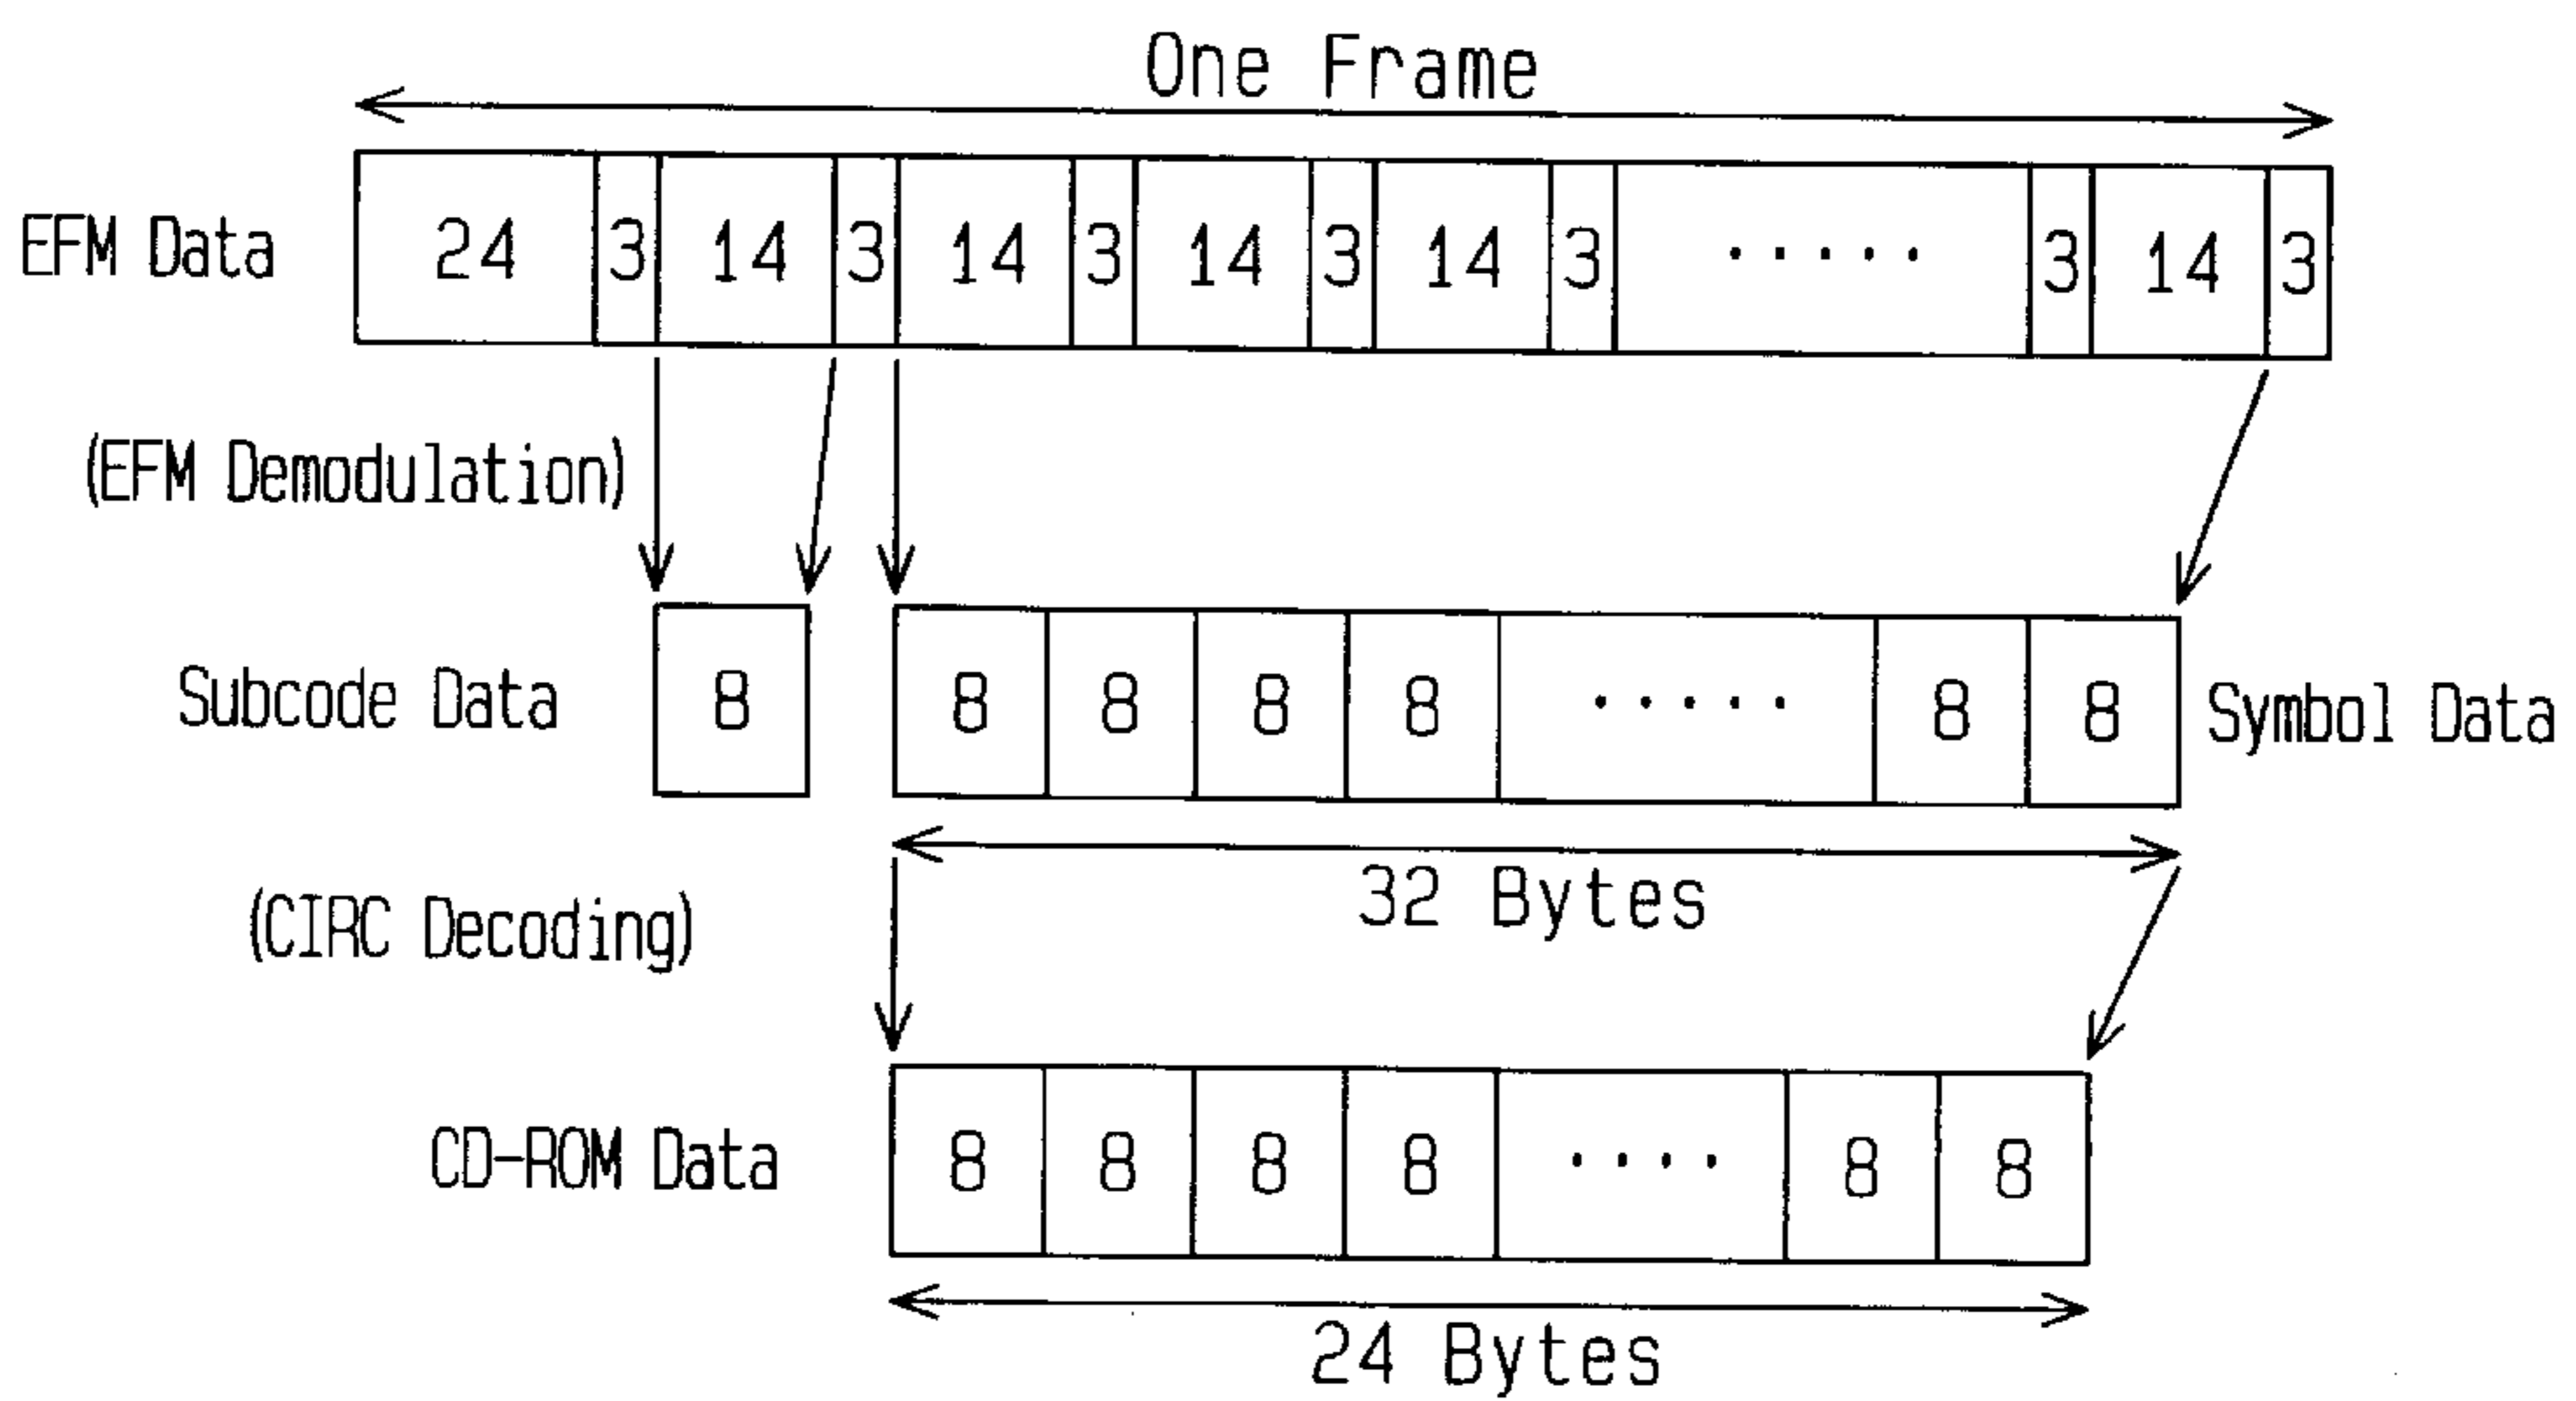 One Frame
EFM Data 24 3 14 3 14 3 14 3 14 3 ..... 3 14 3
(EFM Demodulation)
Subcode Data 8 8 8 8 8 ..... 8 8 Symbol Data
32 Bytes
(CIRC Decoding)
CD-ROM Data 8 8 8 8 .... 8 8
24 Bytes